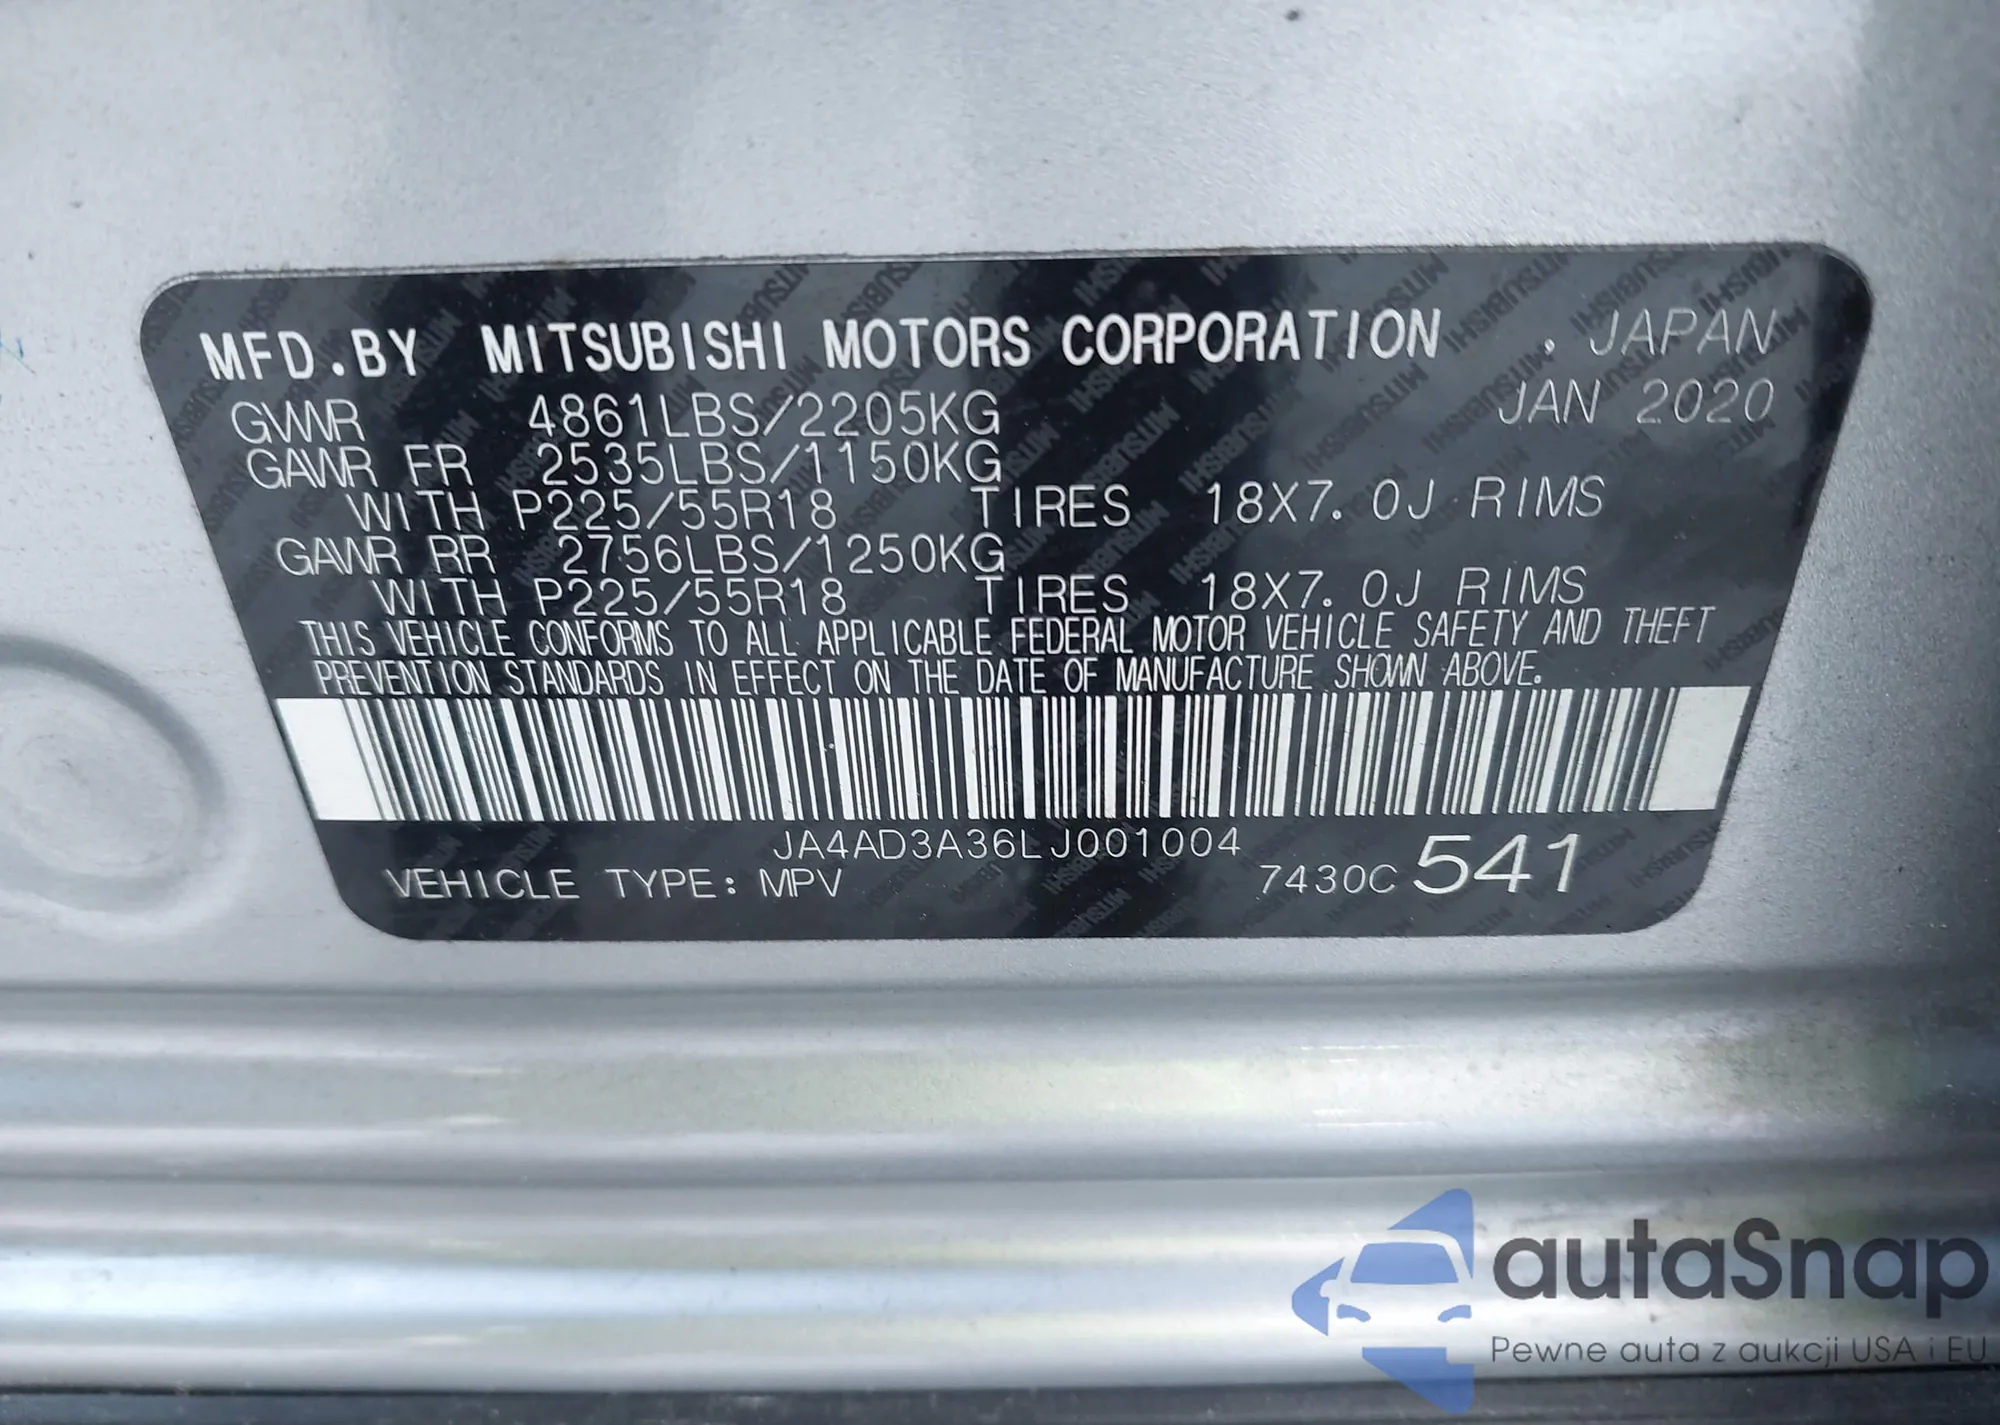 MFD.BY MITSUBISHI MOTORS CORPORATION . JAPAN
JAN 2020
GVWR 4861LBS/2205KG
GAWR FR 2535LBS/1150KG
WITH P225/55R18 TIRES 18X7.0J RIMS
GAWR RR 2756LBS/1250KG
WITH P225/55R18 TIRES 18X7.0J RIMS
THIS VEHICLE CONFORMS TO ALL APPLICABLE FEDERAL MOTOR VEHICLE SAFETY AND THEFT
PREVENTION STANDARDS IN EFFECT ON THE DATE OF MANUFACTURE SHOWN ABOVE.
JA4AD3A36LJ001004
VEHICLE TYPE: MPV 7430C 541
autaSnap
Pewne auta z aukcji USA i EU